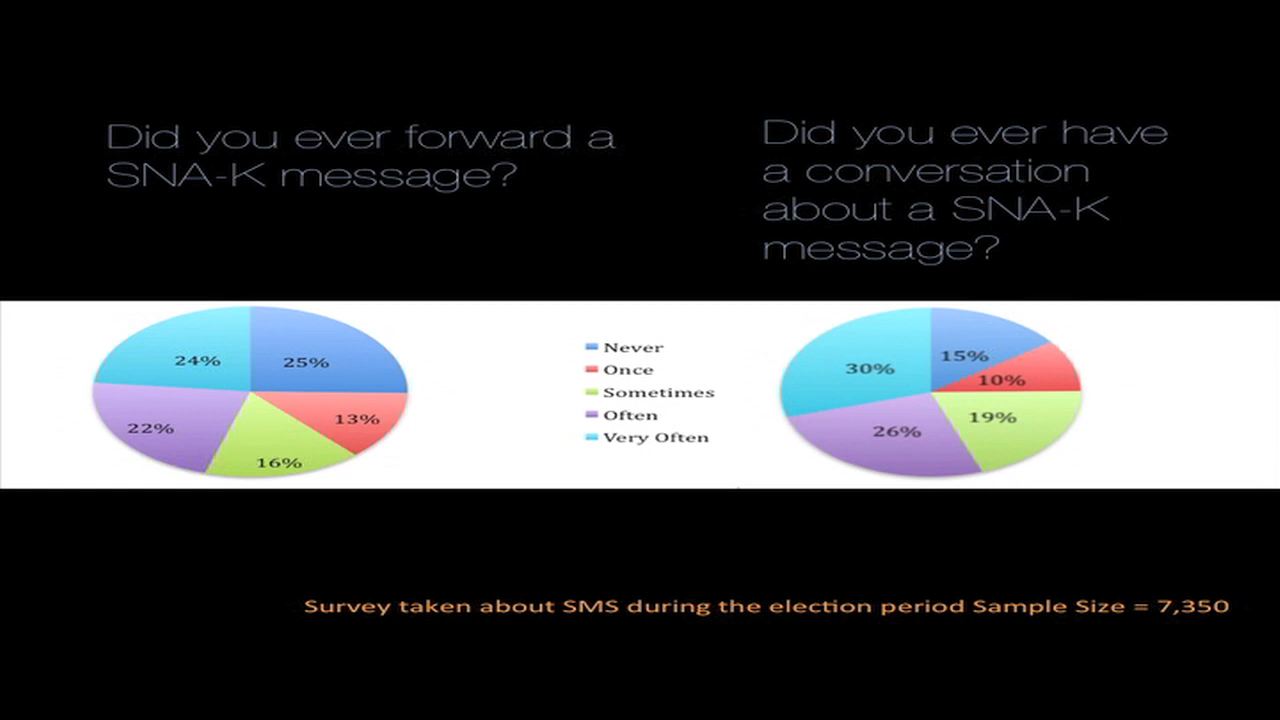 Did you ever forward a
SNA-K message?
Did you ever have
a conversation
about a SNA-K
message?
24%
25%
13%
16%
22%
Never
Once
Sometimes
Often
Very Often
30%
15%
10%
19%
26%
Survey taken about SMS during the election period Sample Size = 7,350